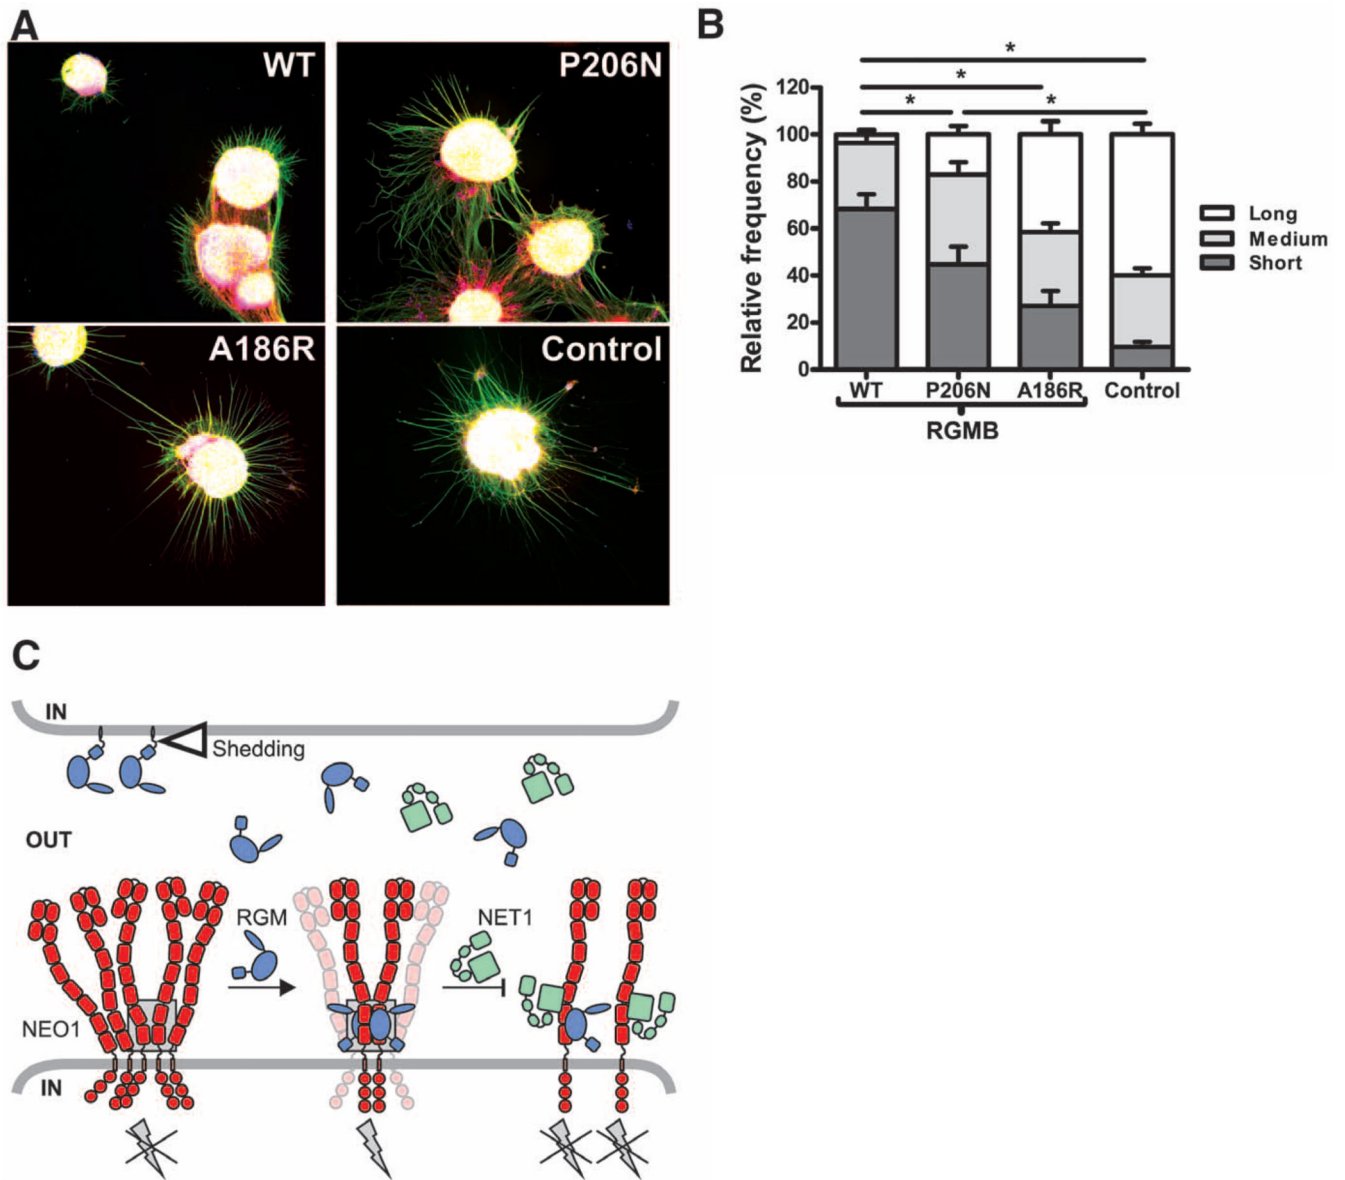 A
WT
P206N
A186R
Control
B
*
*
*
*
Relative frequency (%)
120
100
80
60
40
20
0
WT
P206N
A186R
Control
RGMB
Long
Medium
Short
C
IN
Shedding
OUT
RGM
NET1
NEO1
IN